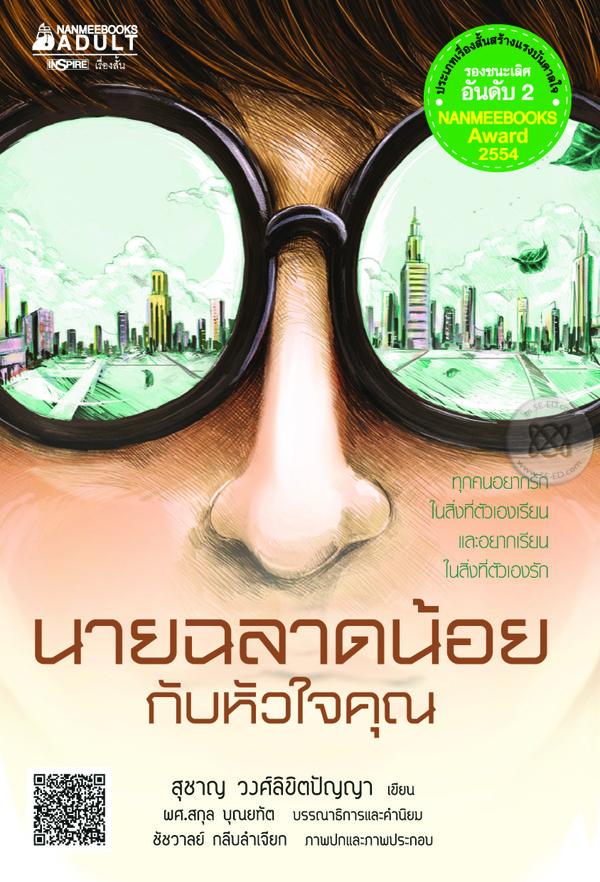 NANMEEBOOKS
ADULT
INSPIRE เรื่องสั้น
ประเภทเรื่องสั้นสร้างแรงบันดาลใจ
รองชนะเลิศ
อันดับ 2
NANMEEBOOKS
Award
2554
www.SE-ED.com
ทุกคนอยากรัก
ในสิ่งที่ตัวเองเรียน
และอยากเรียน
ในสิ่งที่ตัวเองรัก
นายฉลาดน้อย
กับหัวใจคุณ
สุชาญ วงศ์ลิขิตปัญญา เขียน
ผศ.สกุล บุณยทัต บรรณาธิการและคำนิยม
ชัชวาลย์ กลีบลำเจียก ภาพปกและภาพประกอบ